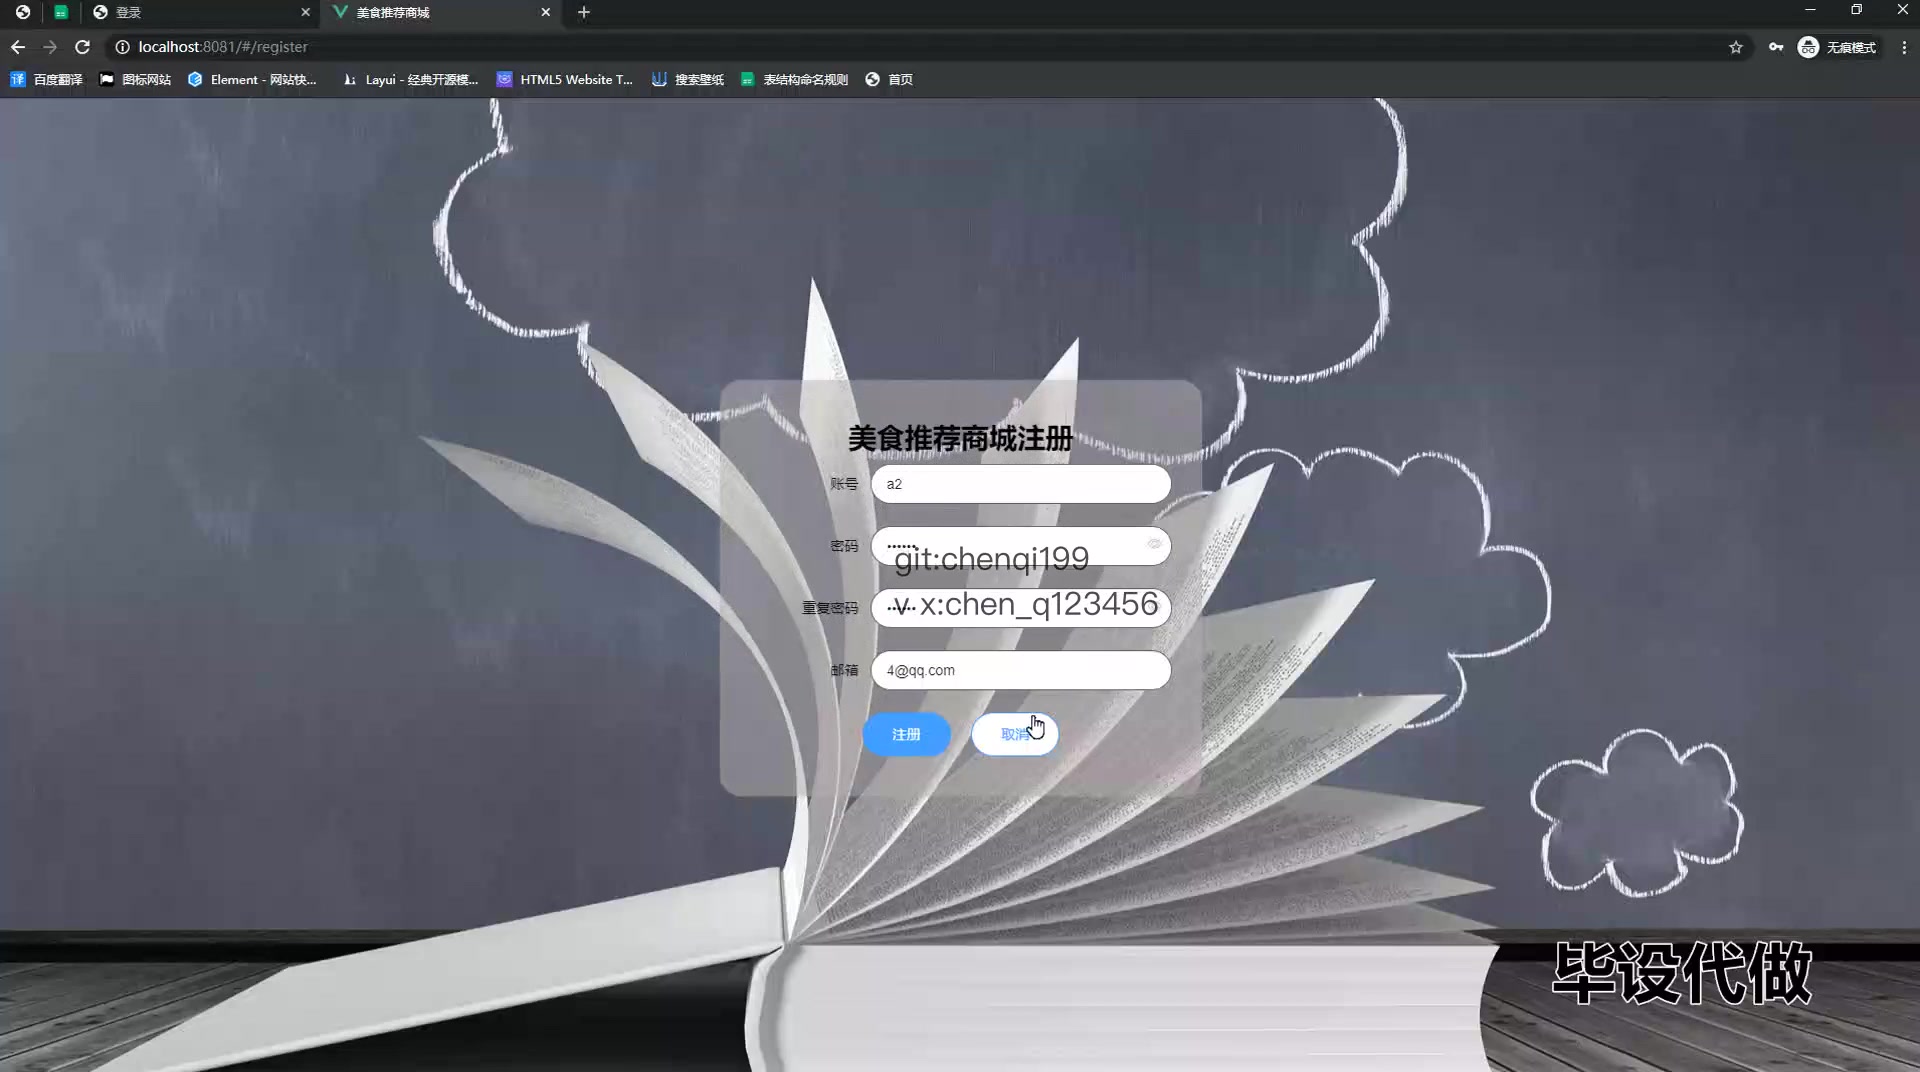 登录
美食推荐商城
localhost:8081/#/register
无痕模式
百度翻译
图标网站
Element - 网站快...
Layui - 经典开源模...
HTML5 Website T...
搜索壁纸
表结构命名规则
首页
美食推荐商城注册
账号
a2
密码
••••••
git:chenqi199
重复密码
••••••
v x:chen_q123456
邮箱
4@qq.com
注册
取消
毕设代做